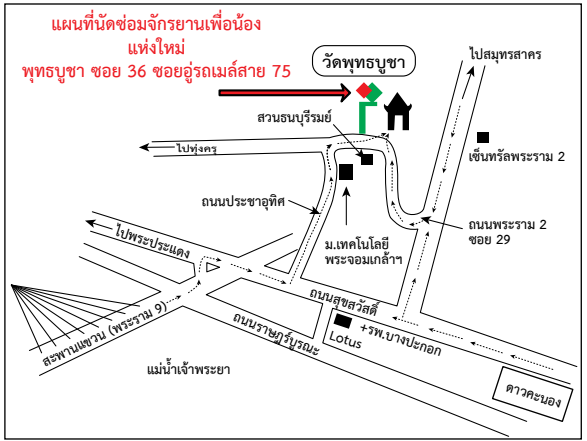 แผนที่นัดซ่อมจักรยานเพื่อน้อง
แห่งใหม่
พุทธบูชา ซอย 36 ซอยอู่รถเมล์สาย 75
วัดพุทธบูชา
ไปสมุทรสาคร
สวนธนบุรีรมย์
ไปทุ่งครุ
เซ็นทรัลพระราม 2
ถนนประชาอุทิศ
ถนนพระราม 2
ซอย 29
ไปพระประแดง
ม.เทคโนโลยี
พระจอมเกล้าฯ
ถนนสุขสวัสดิ์
สะพานแขวน (พระราม 9)
ถนนราษฎร์บูรณะ
+รพ.บางปะกอก
Lotus
แม่น้ำเจ้าพระยา
ดาวคะนอง